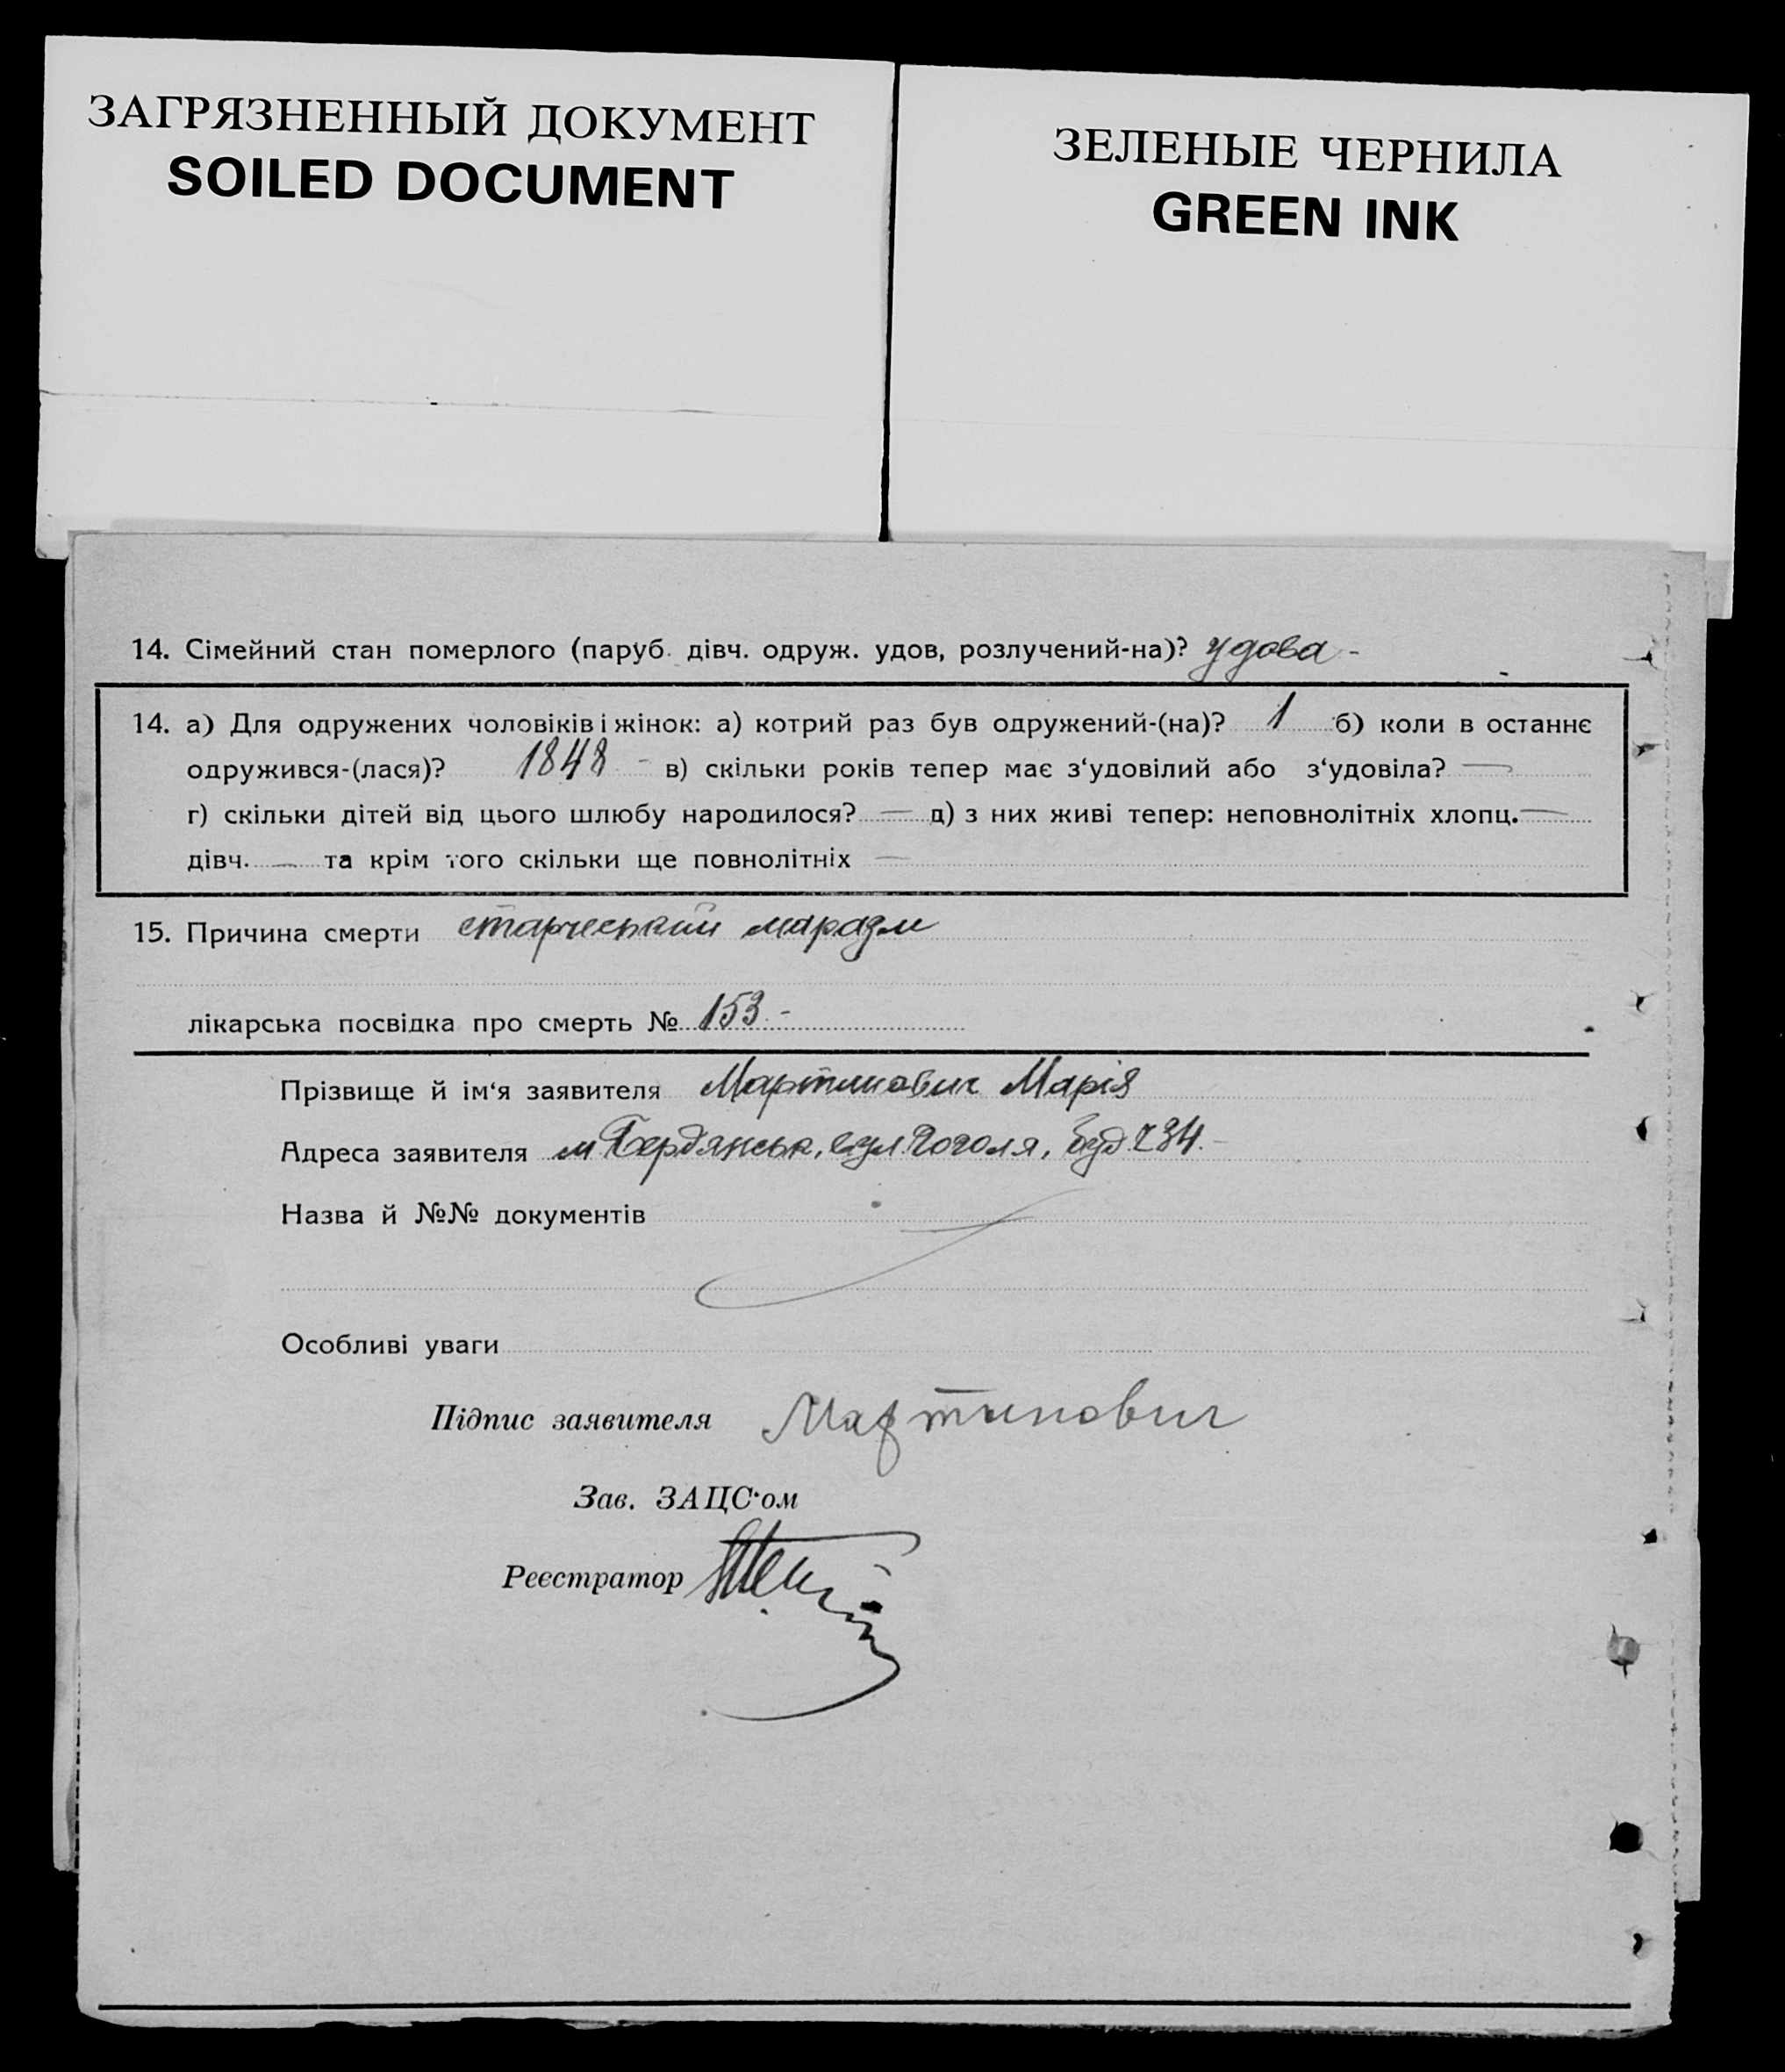 ЗАГРЯЗНЕННЫЙ ДОКУМЕНТ
SOILED DOCUMENT
ЗЕЛЕНЫЕ ЧЕРНИЛА
GREEN INK
14. Сімейний стан померлого (паруб. дівч. одруж. удов, розлучений-на)? удова -
14. а) Для одружених чоловіків і жінок: а) котрий раз був одружений-(на)? 1 б) коли в останнє
одружився-(лася)? 1848 - в) скільки років тепер має з‘удовілий або з‘удовіла? —
г) скільки дітей від цього шлюбу народилося? — д) з них живі тепер: неповнолітніх хлопц. —
дівч. — та крім того скільки ще повнолітніх —
15. Причина смерти старчеський маразм
лікарська посвідка про смерть № 153 -
Прізвище й ім‘я заявителя Мартинович Марія
Адреса заявителя м Бердянськ, вул. Гоголя, буд. ч 34. -
Назва й №№ документів
Особливі уваги
Підпис заявителя Мартинович
Зав. ЗАЦС‘ом
Реєстратор